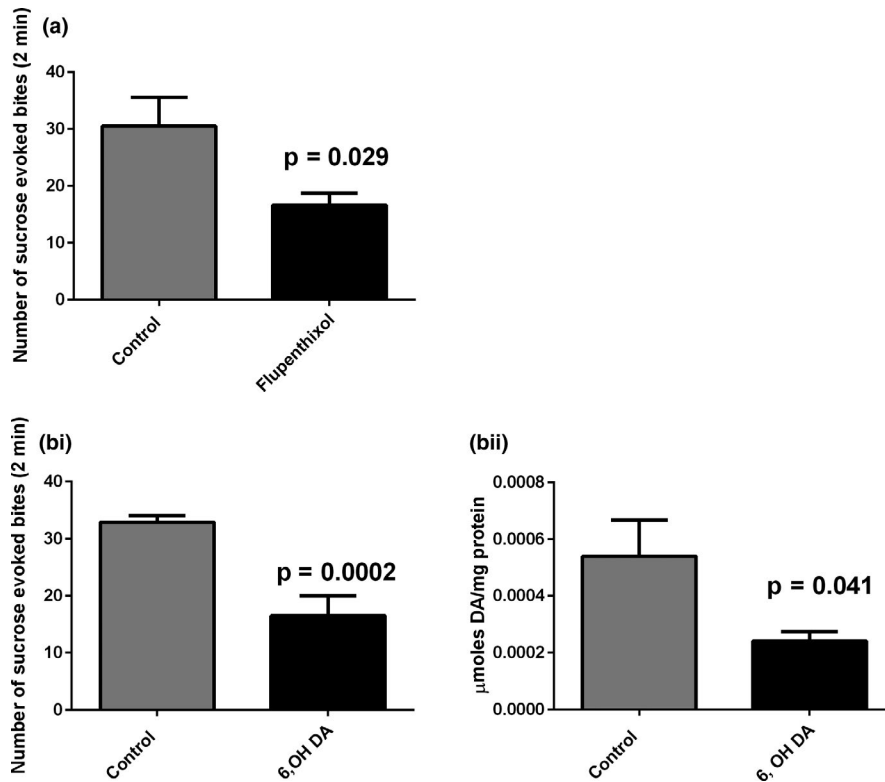 (a)
Number of sucrose evoked bites (2 min)
40
30
20
10
0
p = 0.029
Control
Flupenthixol
(bi)
Number of sucrose evoked bites (2 min)
40
30
20
10
0
p = 0.0002
Control
6,OH DA
(bii)
μmoles DA/mg protein
0.0008
0.0006
0.0004
0.0002
0.0000
p = 0.041
Control
6, OH DA